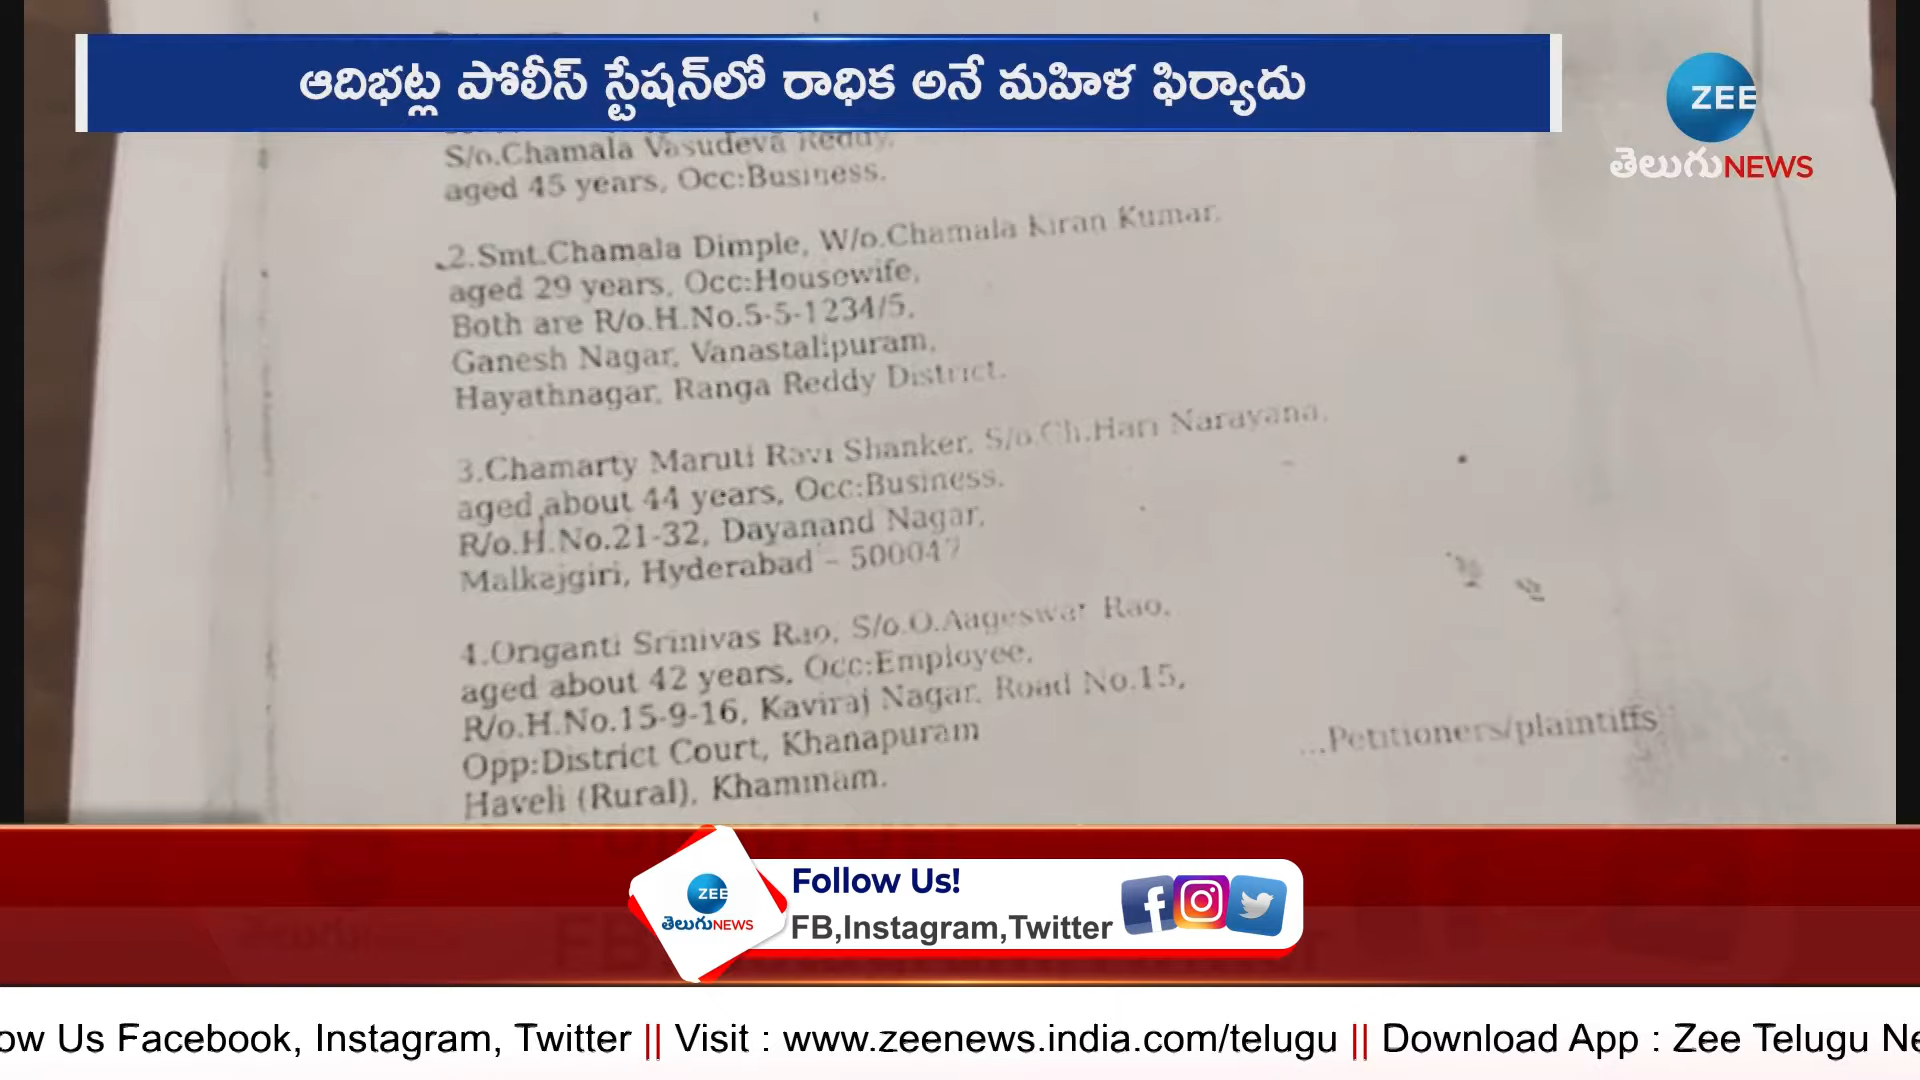 ఆదిభట్ల పోలీస్ స్టేషన్‌లో రాధిక అనే మహిళ ఫిర్యాదు
ZEE
తెలుగుNEWS
S/o.Chamala Vasudeva Reddy,
aged 45 years, Occ:Business.
2.Smt.Chamala Dimple, W/o.Chamala Kiran Kumar,
aged 29 years, Occ:Housewife,
Both are R/o.H.No.5-5-1234/5,
Ganesh Nagar, Vanastalipuram,
Hayathnagar, Ranga Reddy District.
3.Chamarty Maruti Ravi Shanker, S/o.Ch.Hari Narayana,
aged about 44 years, Occ:Business.
R/o.H.No.21-32, Dayanand Nagar,
Malkajgiri, Hyderabad – 500047
4.Origanti Srinivas Rao, S/o.O.Aageswar Rao,
aged about 42 years, Occ:Employee,
R/o.H.No.15-9-16, Kaviraj Nagar, Road No.15,
Opp:District Court, Khanapuram
Haveli (Rural), Khammam.
...Petitioners/plaintiffs
ZEE
తెలుగుNEWS
Follow Us!
FB,Instagram,Twitter
ow Us Facebook, Instagram, Twitter || Visit : www.zeenews.india.com/telugu || Download App : Zee Telugu Ne